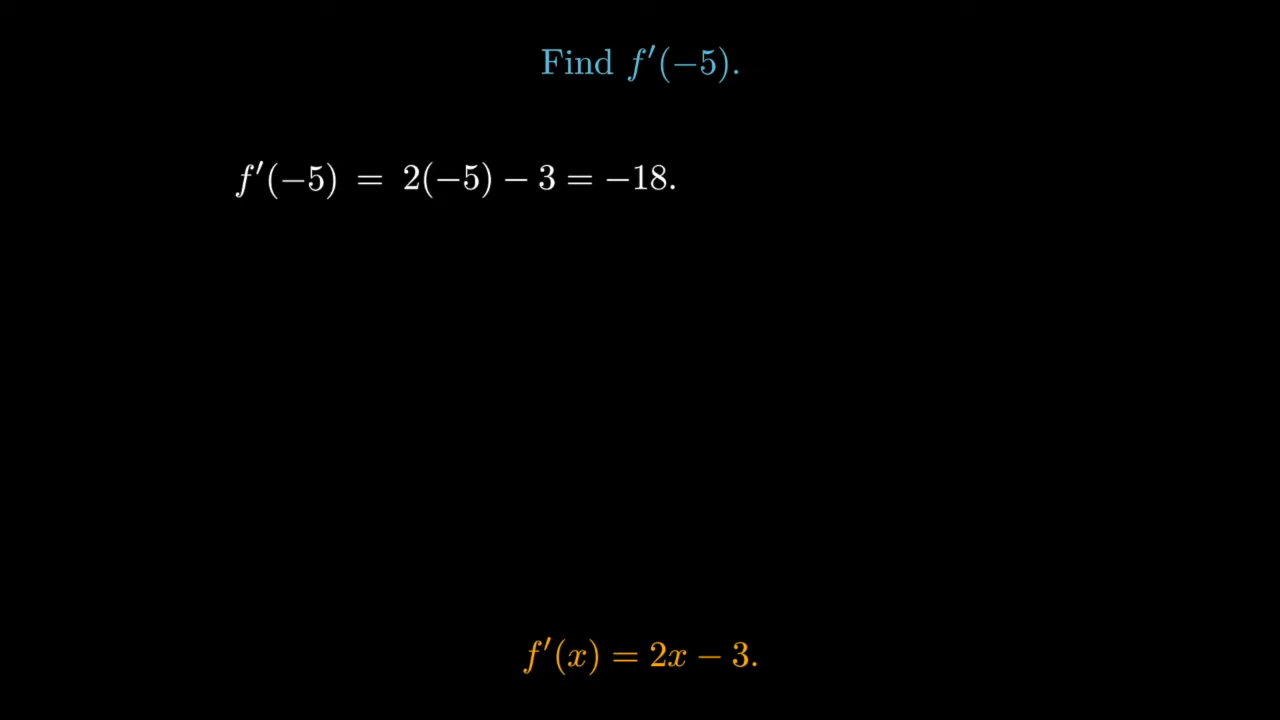 Find f′(−5).
f′(−5) = 2(−5) − 3 = −18.
f′(x) = 2x − 3.